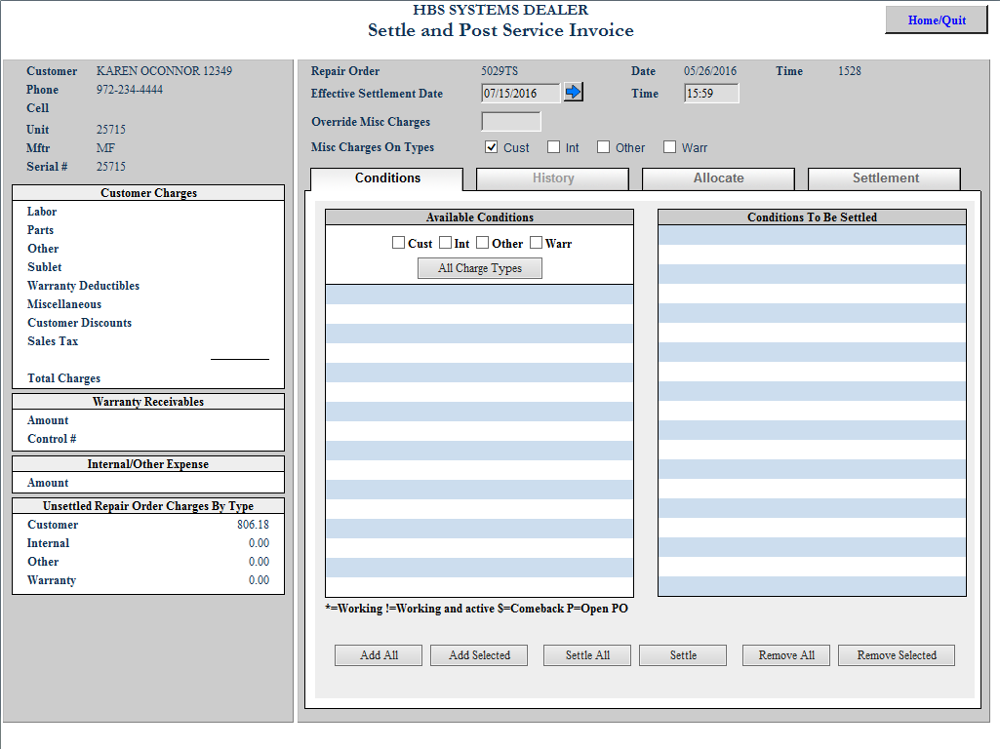 HBS SYSTEMS DEALER
Settle and Post Service Invoice
Home/Quit
Customer KAREN OCONNOR 12349
Phone 972-234-4444
Cell
Unit 25715
Mftr MF
Serial # 25715
Customer Charges
Labor
Parts
Other
Sublet
Warranty Deductibles
Miscellaneous
Customer Discounts
Sales Tax
Total Charges
Warranty Receivables
Amount
Control #
Internal/Other Expense
Amount
Unsettled Repair Order Charges By Type
Customer 806.18
Internal 0.00
Other 0.00
Warranty 0.00
Repair Order 5029TS Date 05/26/2016 Time 1528
Effective Settlement Date 07/15/2016 Time 15:59
Override Misc Charges
Misc Charges On Types Cust Int Other Warr
Conditions History Allocate Settlement
Available Conditions
Cust Int Other Warr
All Charge Types
Conditions To Be Settled
*=Working !=Working and active $=Comeback P=Open PO
Add All Add Selected Settle All Settle Remove All Remove Selected